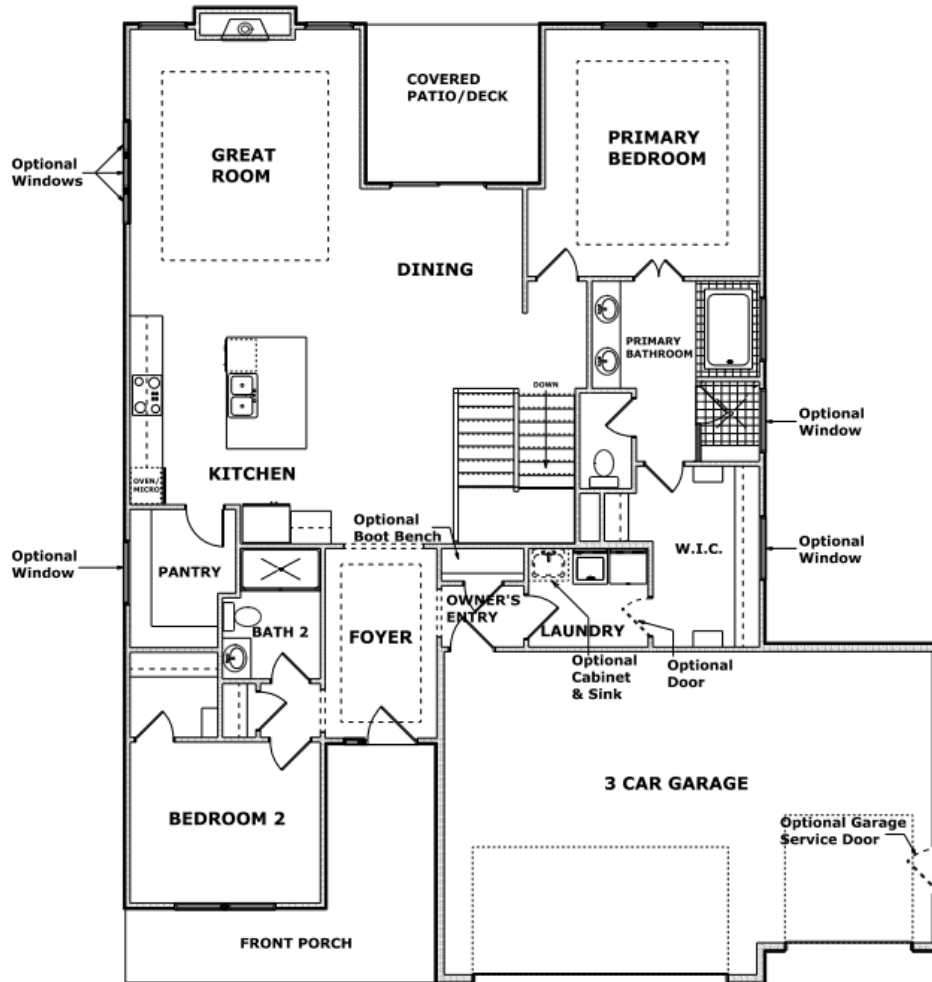 COVERED
PATIO/DECK
GREAT
ROOM
PRIMARY
BEDROOM
Optional
Windows
DINING
PRIMARY
BATHROOM
DOWN
Optional
Window
KITCHEN
OVEN/
MICRO
Optional
Boot Bench
Optional
Window
PANTRY
W.I.C.
Optional
Window
OWNER'S
ENTRY
BATH 2
FOYER
LAUNDRY
Optional
Cabinet
& Sink
Optional
Door
3 CAR GARAGE
BEDROOM 2
Optional Garage
Service Door
FRONT PORCH